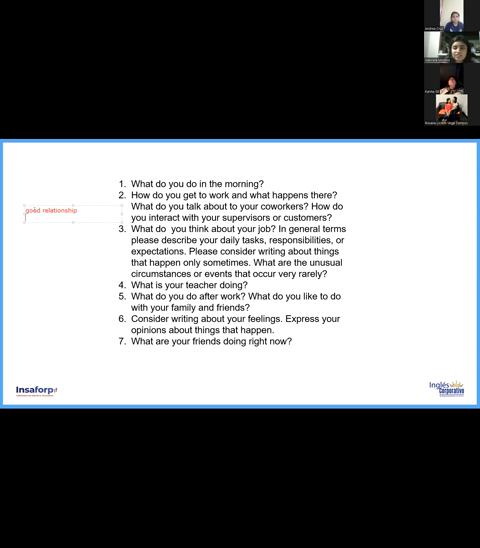 1. What do you do in the morning?
2. How do you get to work and what happens there?
What do you talk about to your coworkers? How do
you interact with your supervisors or customers?
3. What do you think about your job? In general terms
please describe your daily tasks, responsibilities, or
expectations. Please consider writing about things
that happen only sometimes. What are the unusual
circumstances or events that occur very rarely?
4. What is your teacher doing?
5. What do you do after work? What do you like to do
with your family and friends?
6. Consider writing about your feelings. Express your
opinions about things that happen.
7. What are your friends doing right now?
good relationship
Insaforp
Inglés
Corporativo